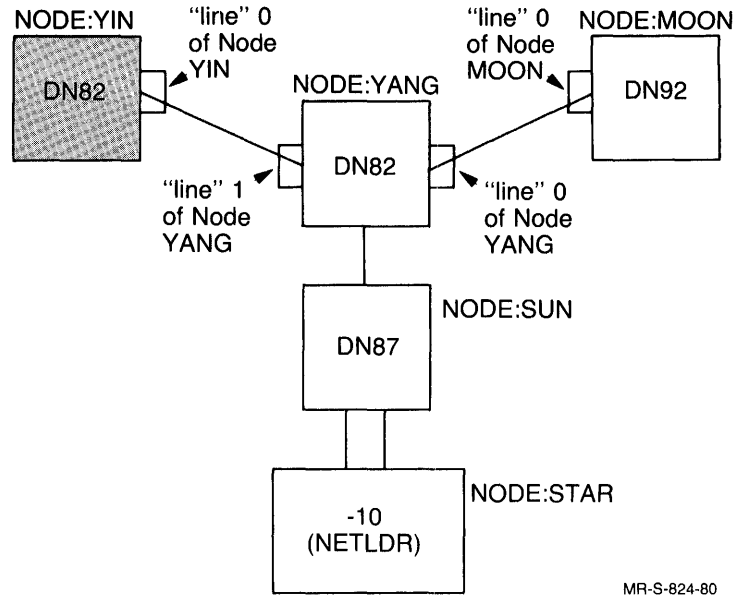 NODE:YIN
DN82
“line” 0
of Node
YIN
“line” 0
of Node
MOON
NODE:MOON
DN92
NODE:YANG
DN82
“line” 1
of Node
YANG
“line” 0
of Node
YANG
NODE:SUN
DN87
NODE:STAR
-10
(NETLDR)
MR-S-824-80